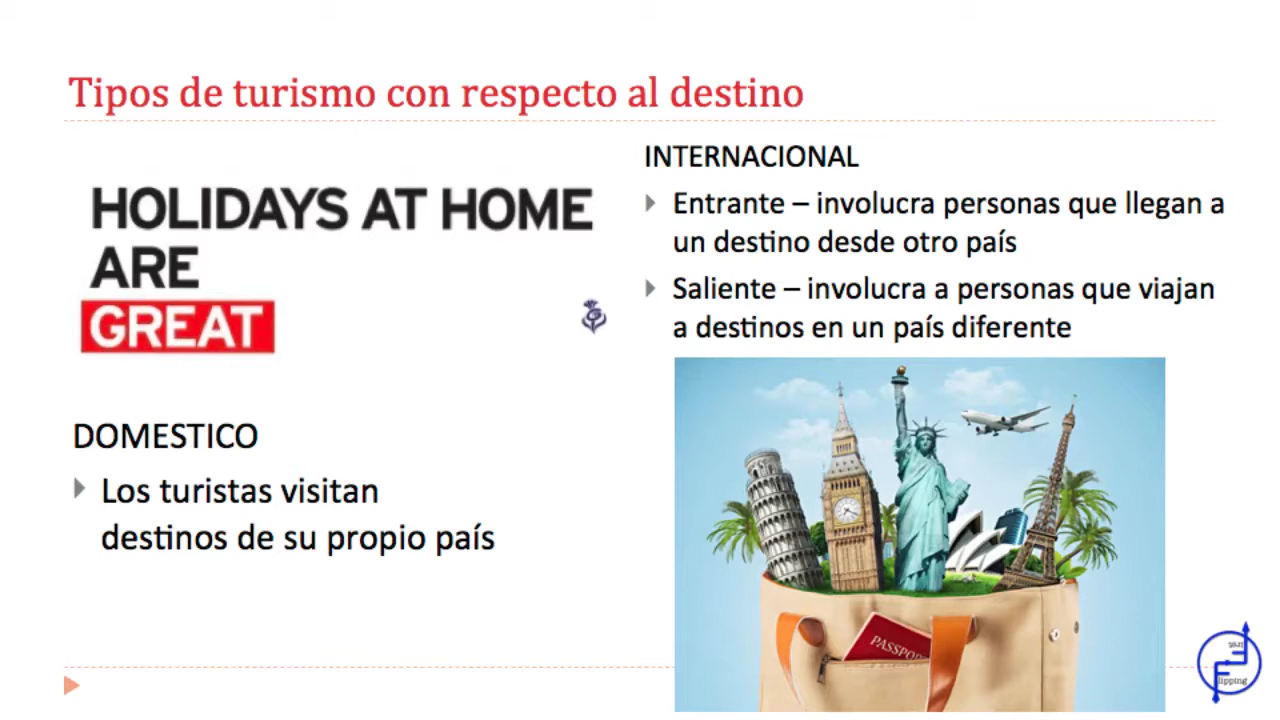 Tipos de turismo con respecto al destino
HOLIDAYS AT HOME
ARE
GREAT
DOMESTICO
Los turistas visitan
destinos de su propio país
INTERNACIONAL
Entrante – involucra personas que llegan a
un destino desde otro país
Saliente – involucra a personas que viajan
a destinos en un país diferente
PASSPO
lipping